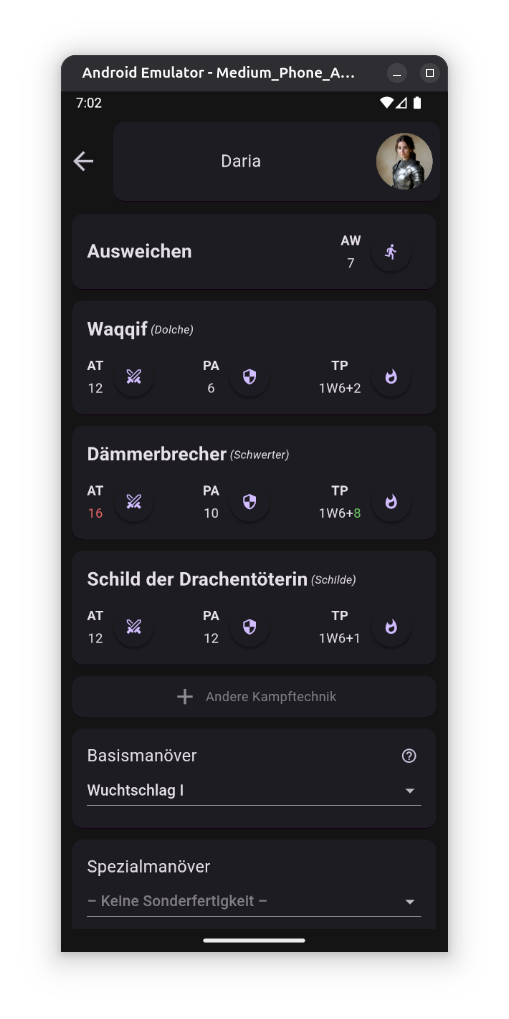 Android Emulator - Medium_Phone_A...
7:02
Daria
Ausweichen
AW
7
Waqqif (Dolche)
AT PA TP
12 6 1W6+2
Dämmerbrecher (Schwerter)
AT PA TP
16 10 1W6+8
Schild der Drachentöterin (Schilde)
AT PA TP
12 12 1W6+1
Andere Kampftechnik
Basismanöver
Wuchtschlag I
Spezialmanöver
– Keine Sonderfertigkeit –